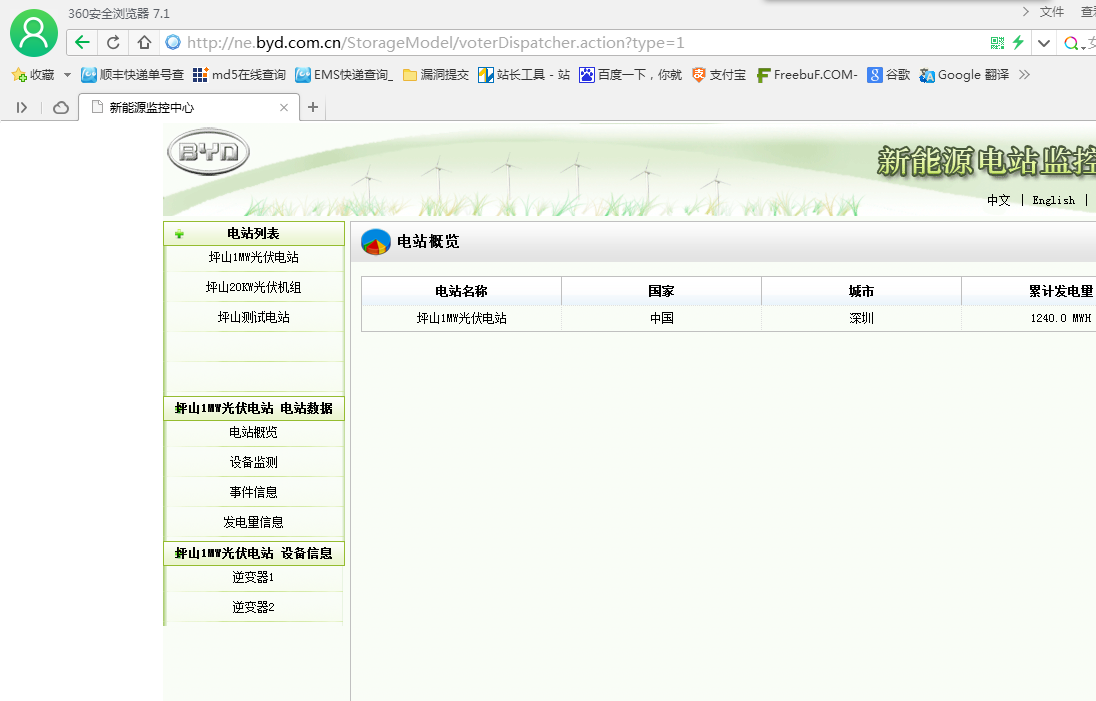 360安全浏览器 7.1
文件
http://ne.byd.com.cn/StorageModel/voterDispatcher.action?type=1
收藏 顺丰快递单号查 md5在线查询 EMS快递查询_ 漏洞提交 站长工具 - 站 百度一下，你就 支付宝 FreebuF.COM- 谷歌 Google 翻译
新能源监控中心
BYD
新能源电站监控
中文 | English |
电站列表
坪山1MW光伏电站
坪山20KW光伏机组
坪山测试电站
坪山1MW光伏电站 电站数据
电站概览
设备监测
事件信息
发电量信息
坪山1MW光伏电站 设备信息
逆变器1
逆变器2
电站概览
电站名称 国家 城市 累计发电量
坪山1MW光伏电站 中国 深圳 1240.0 MWH